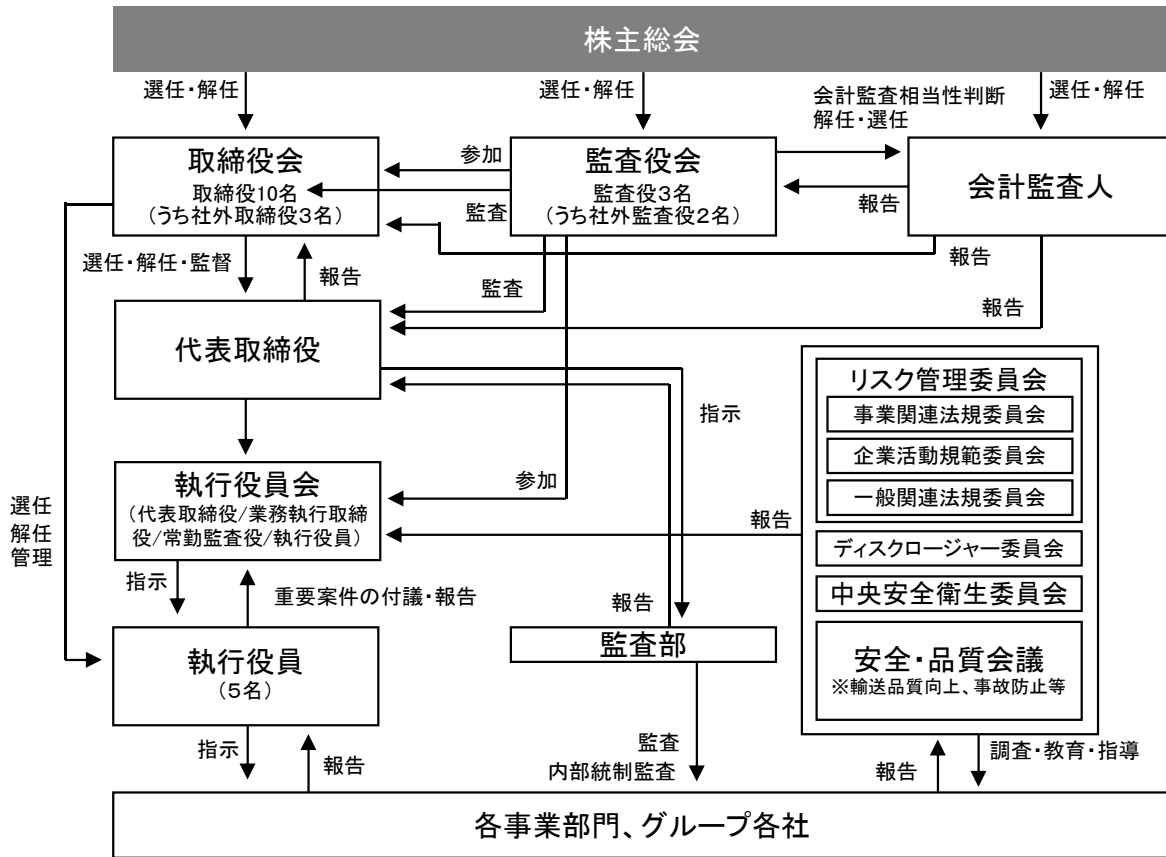 株主総会
選任・解任
選任・解任
会計監査相当性判断
解任・選任
選任・解任
取締役会
取締役10名
(うち社外取締役3名)
参加
監査
監査役会
監査役3名
(うち社外監査役2名)
報告
会計監査人
選任・解任・監督
報告
監査
報告
報告
代表取締役
指示
リスク管理委員会
事業関連法規委員会
企業活動規範委員会
一般関連法規委員会
ディスクロージャー委員会
中央安全衛生委員会
安全・品質会議
※輸送品質向上、事故防止等
選任
解任
管理
執行役員会
(代表取締役/業務執行取締
役/常勤監査役/執行役員)
参加
報告
指示
重要案件の付議・報告
報告
執行役員
(5名)
監査部
指示
報告
監査
内部統制監査
報告
調査・教育・指導
各事業部門、グループ各社